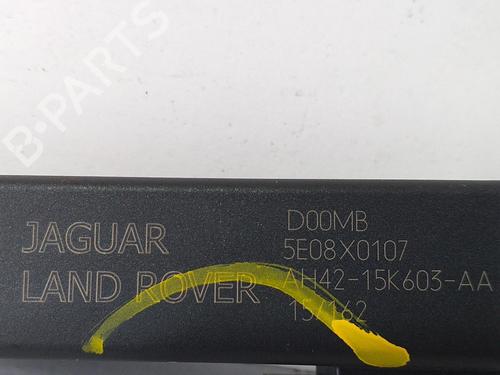 B-PARTS
JAGUAR
LAND ROVER
D00MB
5E08X0107
AH42-15K603-AA
15/162